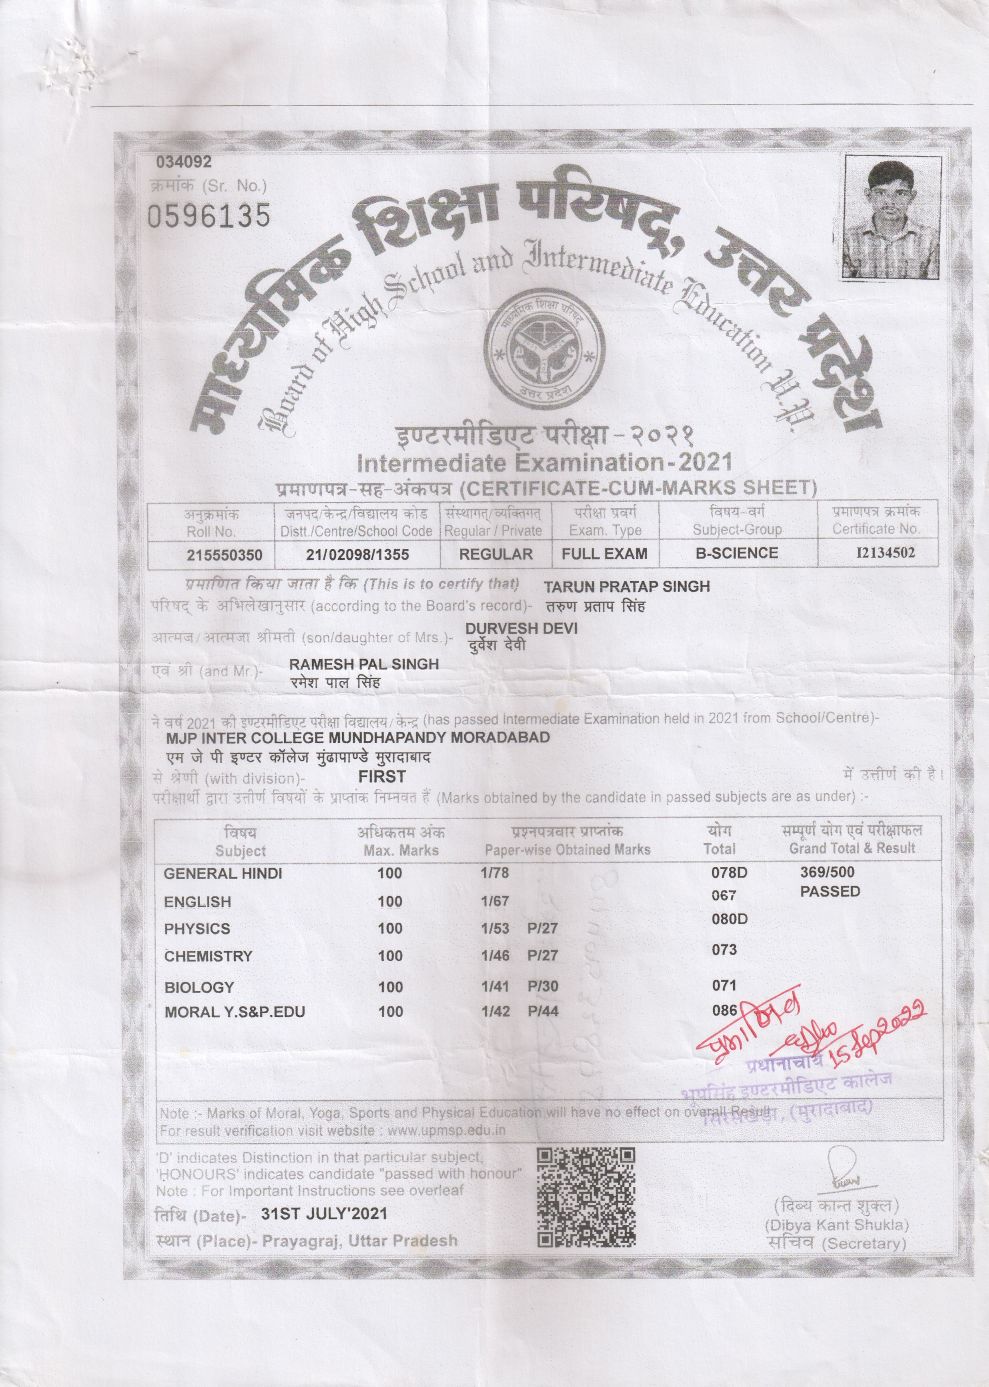 034092
क्रमांक (Sr. No.)
0596135
माध्यमिक शिक्षा परिषद्, उत्तर प्रदेश
Board of High School and Intermediate Education U.P.
माध्यमिक शिक्षा परिषद
उत्तर प्रदेश
इण्टरमीडिएट परीक्षा - २०२१
Intermediate Examination - 2021
प्रमाणपत्र-सह-अंकपत्र (CERTIFICATE-CUM-MARKS SHEET)
अनुक्रमांक जनपद/केन्द्र/विद्यालय कोड संस्थागत/व्यक्तिगत परीक्षा प्रवर्ग विषय-वर्ग प्रमाणपत्र क्रमांक
Roll No. Distt./Centre/School Code Regular / Private Exam. Type Subject-Group Certificate No.
215550350 21/02098/1355 REGULAR FULL EXAM B-SCIENCE I2134502
प्रमाणित किया जाता है कि (This is to certify that) TARUN PRATAP SINGH
परिषद् के अभिलेखानुसार (according to the Board's record)- तरुण प्रताप सिंह
DURVESH DEVI
आत्मज/आत्मजा श्रीमती (son/daughter of Mrs.)- दुर्वेश देवी
RAMESH PAL SINGH
एवं श्री (and Mr.)- रमेश पाल सिंह
ने वर्ष 2021 की इण्टरमीडिएट परीक्षा विद्यालय/केन्द्र (has passed Intermediate Examination held in 2021 from School/Centre)-
MJP INTER COLLEGE MUNDHAPANDY MORADABAD
एम जे पी इण्टर कॉलेज मुंढापाण्डे मुरादाबाद
से श्रेणी (with division)- FIRST में उत्तीर्ण की है।
परीक्षार्थी द्वारा उत्तीर्ण विषयों के प्राप्तांक निम्नवत हैं (Marks obtained by the candidate in passed subjects are as under) :-
विषय अधिकतम अंक प्रश्नपत्रवार प्राप्तांक योग सम्पूर्ण योग एवं परीक्षाफल
Subject Max. Marks Paper-wise Obtained Marks Total Grand Total & Result
GENERAL HINDI 100 1/78 078D 369/500
PASSED
ENGLISH 100 1/67 067
PHYSICS 100 1/53 P/27 080D
CHEMISTRY 100 1/46 P/27 073
BIOLOGY 100 1/41 P/30 071
MORAL Y.S&P.EDU 100 1/42 P/44 086
प्रमाणित
15 Sep 2022
प्रधानाचार्य
इण्टरमीडिएट कालेज
(मुरादाबाद)
Note :- Marks of Moral, Yoga, Sports and Physical Education will have no effect on overall Result.
For result verification visit website : www.upmsp.edu.in
'D' indicates Distinction in that particular subject,
'HONOURS' indicates candidate "passed with honour"
Note : For Important Instructions see overleaf
तिथि (Date)- 31ST JULY'2021
स्थान (Place)- Prayagraj, Uttar Pradesh
(दिब्य कान्त शुक्ल)
(Dibya Kant Shukla)
सचिव (Secretary)